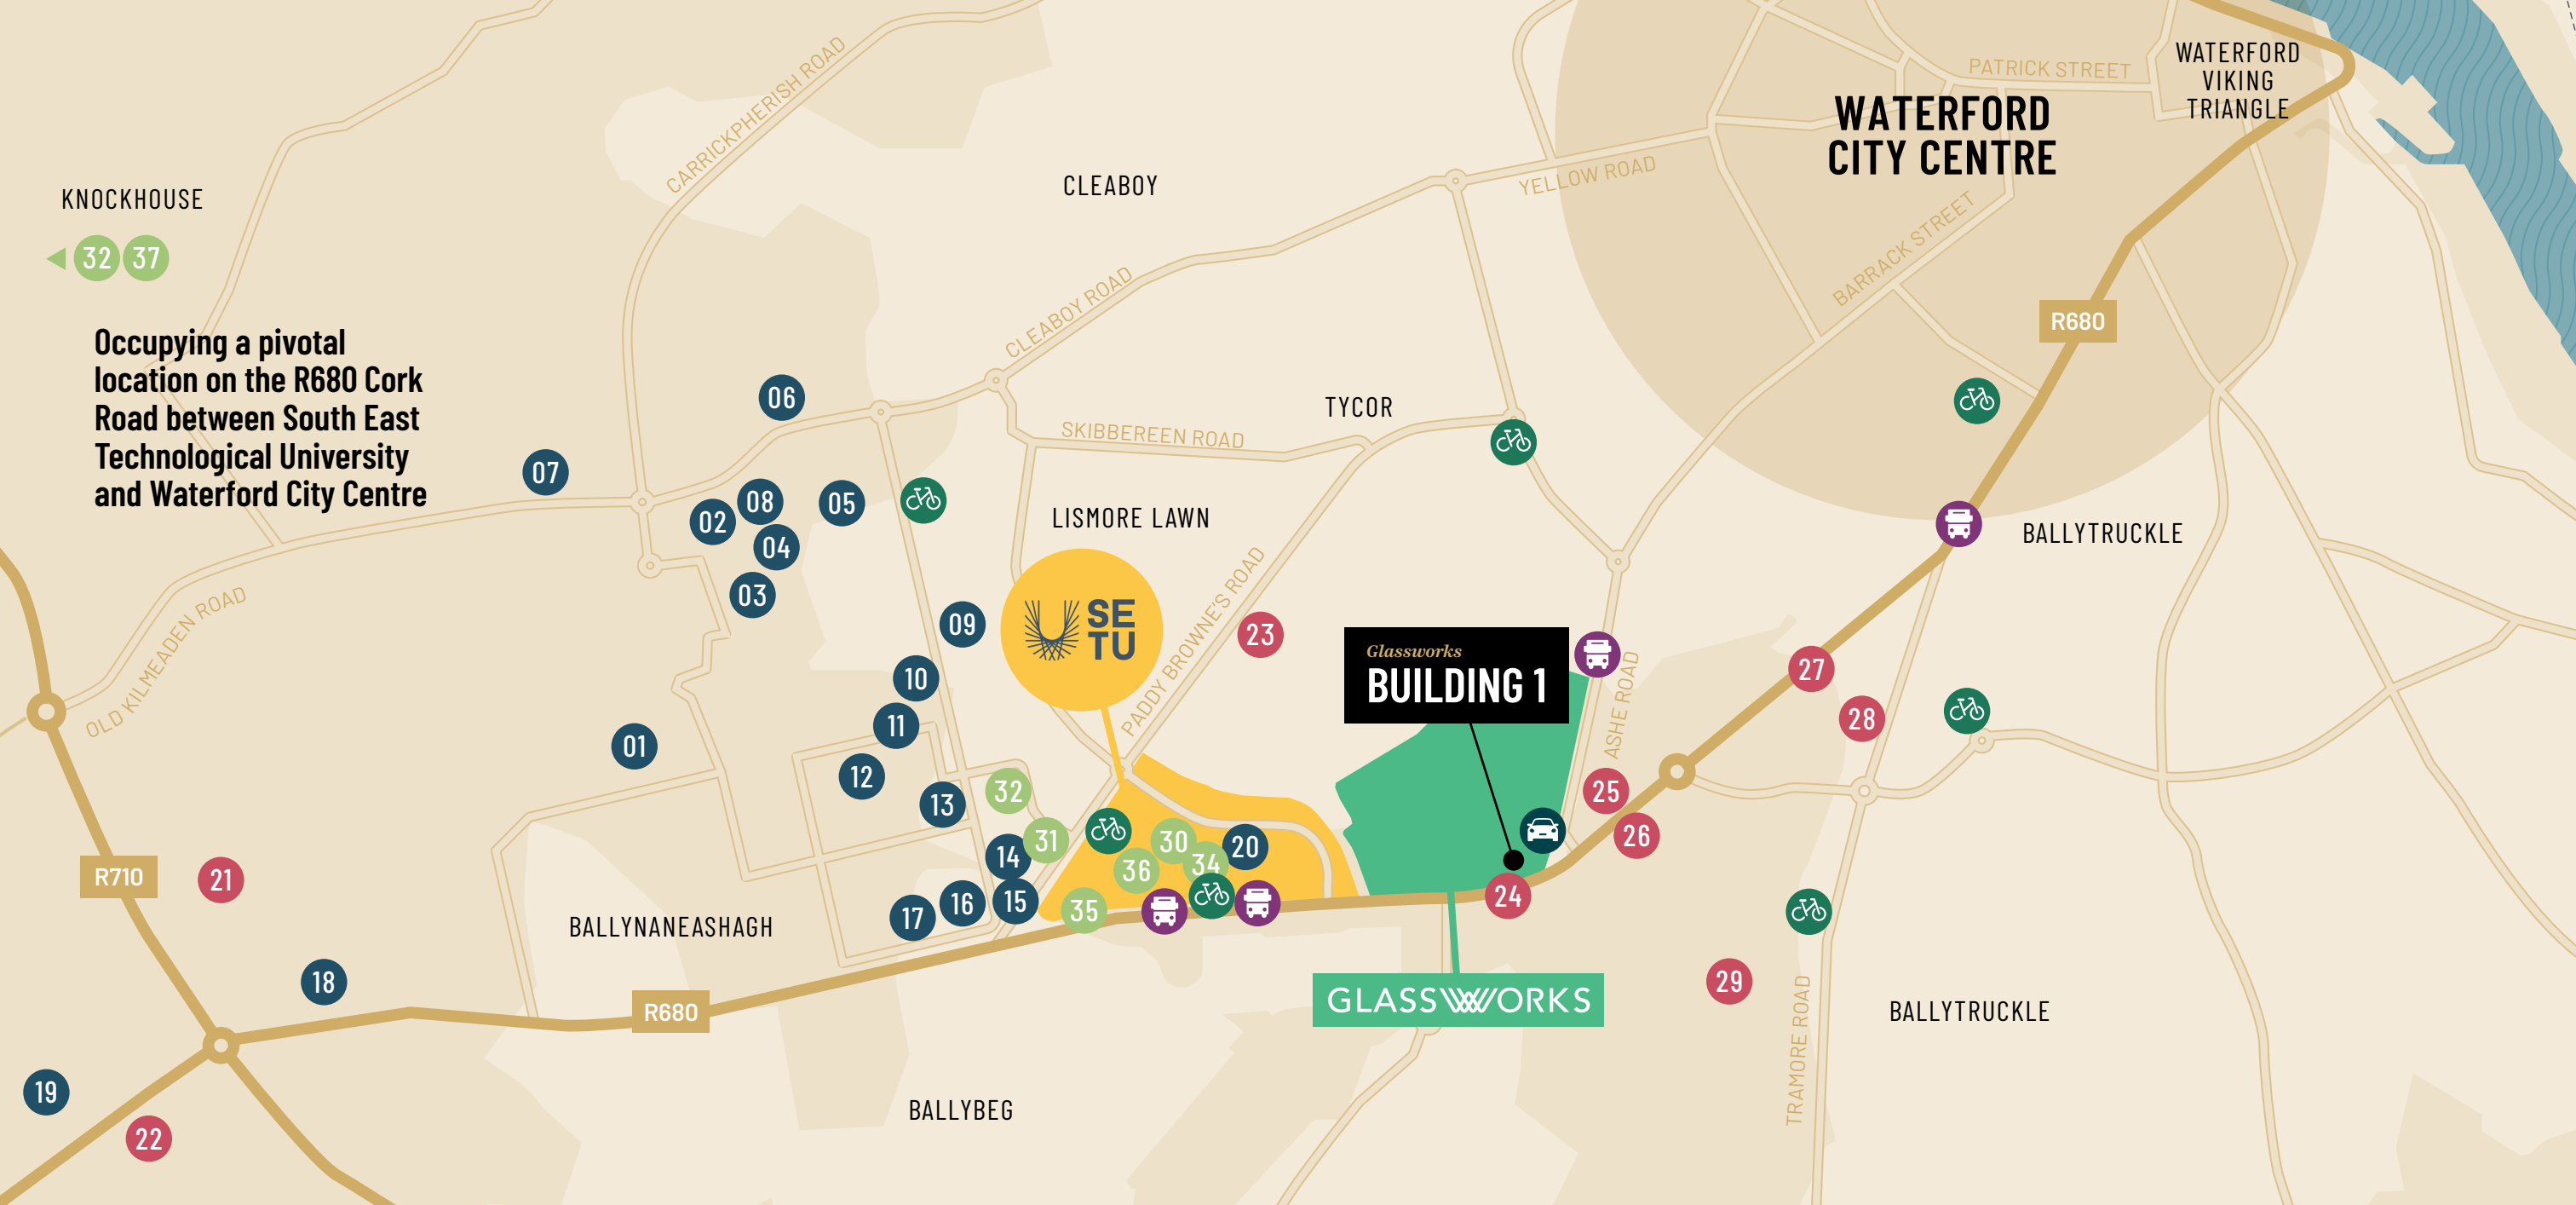 WATERFORD
VIKING
TRIANGLE
PATRICK STREET
WATERFORD
CITY CENTRE
CARRICKPHERISH ROAD
KNOCKHOUSE
CLEABOY
YELLOW ROAD
32 37
BARRACK STREET
CLEABOY ROAD
R680
Occupying a pivotal
location on the R680 Cork
Road between South East
Technological University
and Waterford City Centre
06
TYCOR
SKIBBEREEN ROAD
07
08
05
02
04
LISMORE LAWN
BALLYTRUCKLE
03
OLD KILMEADEN ROAD
09
SE
TU
PADDY BROWNE'S ROAD
23
Glassworks
BUILDING 1
ASHE ROAD
27
10
28
11
01
12
13
32
25
26
31
30
20
14
34
36
R710
21
24
15
16
17
35
BALLYNANEASHAGH
18
29
R680
GLASSWORKS
BALLYTRUCKLE
TRAMORE ROAD
19
BALLYBEG
22